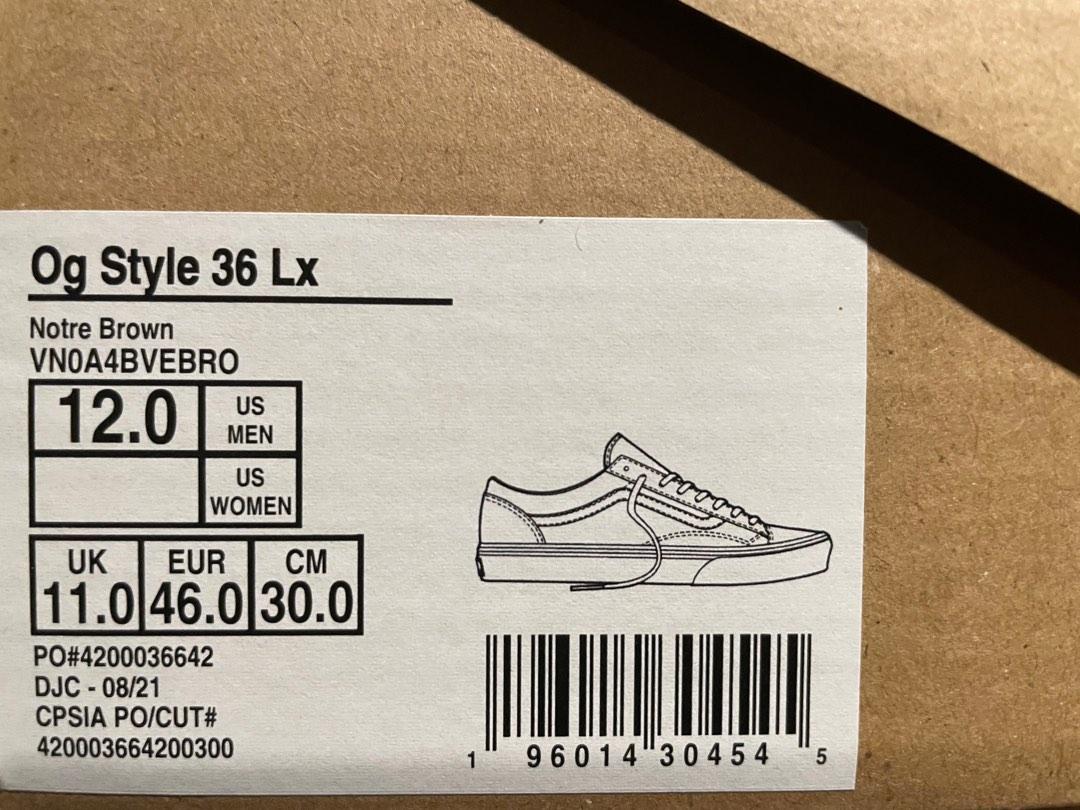 Og Style 36 Lx
Notre Brown
VN0A4BVEBRO
12.0 US MEN
US WOMEN
UK EUR CM
11.0 46.0 30.0
PO#4200036642
DJC - 08/21
CPSIA PO/CUT#
420003664200300
1 96014 30454 5